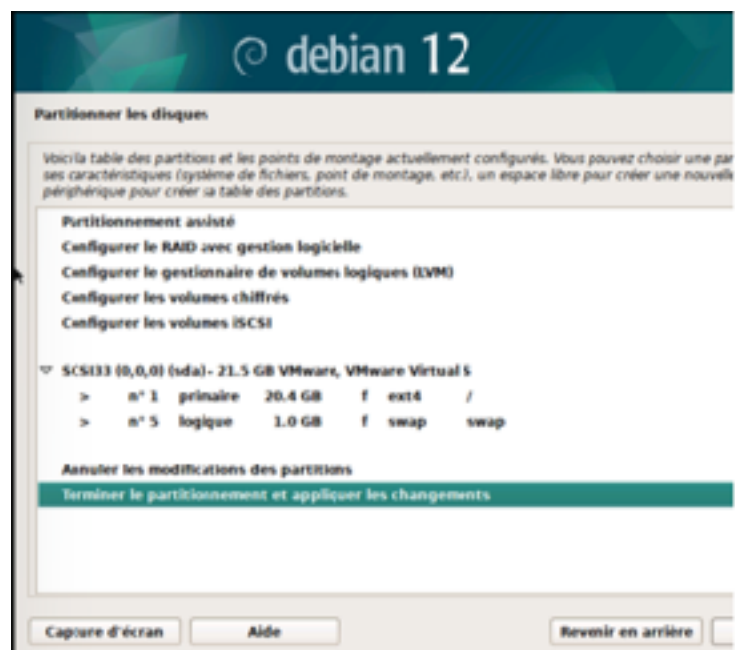 debian 12
Partitionner les disques
Voici la table des partitions et les points de montage actuellement configurés. Vous pouvez choisir une par
ses caractéristiques (système de fichiers, point de montage, etc.), un espace libre pour créer une nouvelle
périphérique pour créer sa table des partitions.
Partitionnement assisté
Configurer le RAID avec gestion logicielle
Configurer le gestionnaire de volumes logiques (LVM)
Configurer les volumes chiffrés
Configurer les volumes iSCSI
SCSI33 (0,0,0) (sda) - 21.5 GB VMware, VMware Virtual S
> n° 1 primaire 20.4 GB f ext4 /
> n° 5 logique 1.0 GB f swap swap
Annuler les modifications des partitions
Terminer le partitionnement et appliquer les changements
Capture d'écran Aide Revenir en arrière